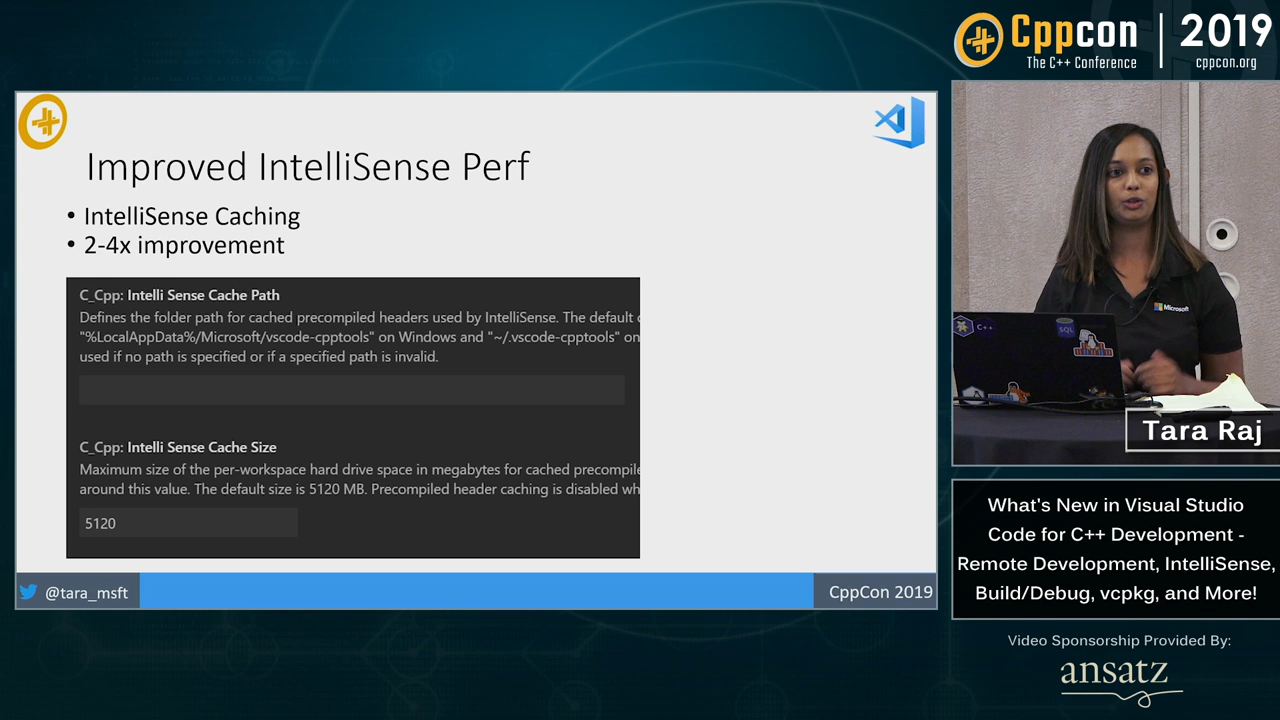 Cppcon
The C++ Conference
2019
cppcon.org
Improved IntelliSense Perf
• IntelliSense Caching
• 2-4x improvement
C_Cpp: Intelli Sense Cache Path
Defines the folder path for cached precompiled headers used by IntelliSense. The default
"%LocalAppData%/Microsoft/vscode-cpptools" on Windows and "~/.vscode-cpptools" on
used if no path is specified or if a specified path is invalid.
C_Cpp: Intelli Sense Cache Size
Maximum size of the per-workspace hard drive space in megabytes for cached
around this value. The default size is 5120 MB. Precompiled header caching is disabled
5120
@tara_msft
CppCon 2019
Microsoft
C++
SQL
Tara Raj
What's New in Visual Studio
Code for C++ Development -
Remote Development, IntelliSense,
Build/Debug, vcpkg, and More!
Video Sponsorship Provided By:
ansatz